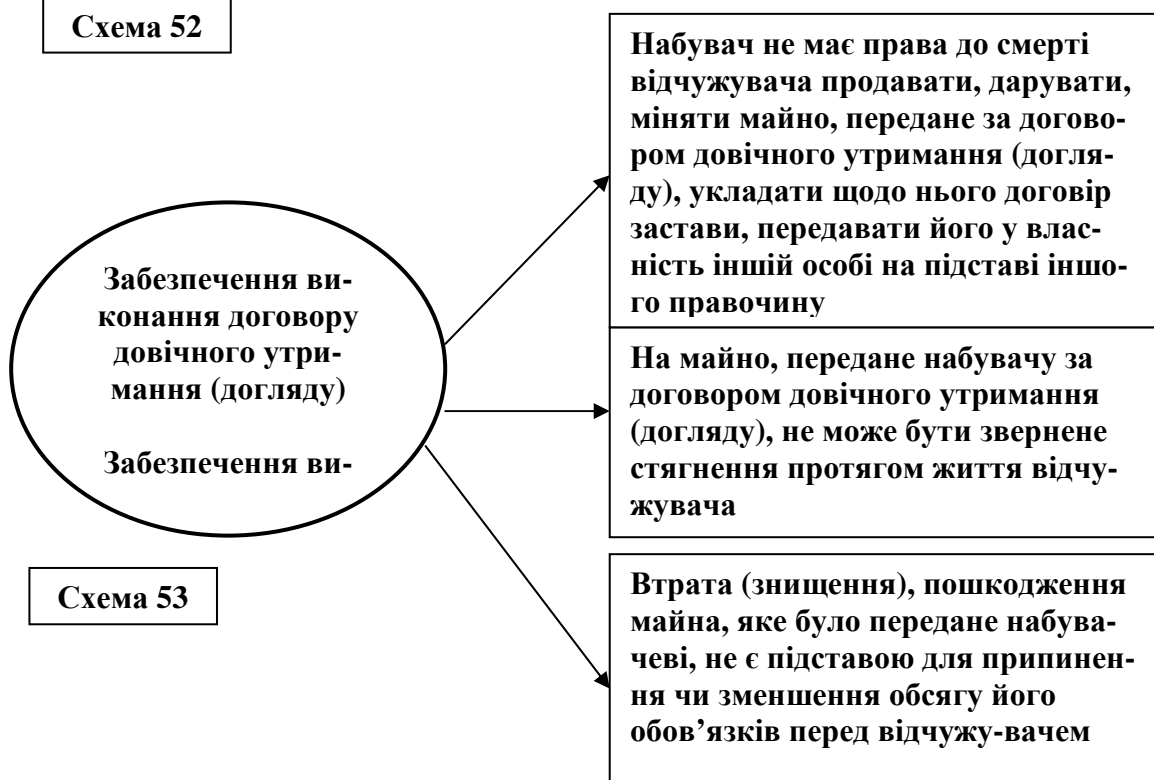 Схема 52
Набувач не має права до смерті
відчужувача продавати, дарувати,
міняти майно, передане за догово-
ром довічного утримання (догля-
ду), укладати щодо нього договір
застави, передавати його у влас-
ність іншій особі на підставі іншо-
го правочину
Забезпечення ви-
конання договору
довічного утри-
мання (догляду)
Забезпечення ви-
На майно, передане набувачу за
договором довічного утримання
(догляду), не може бути звернене
стягнення протягом життя відчу-
жувача
Схема 53
Втрата (знищення), пошкодження
майна, яке було передане набува-
чеві, не є підставою для припинен-
ня чи зменшення обсягу його
обов’язків перед відчужу-вачем